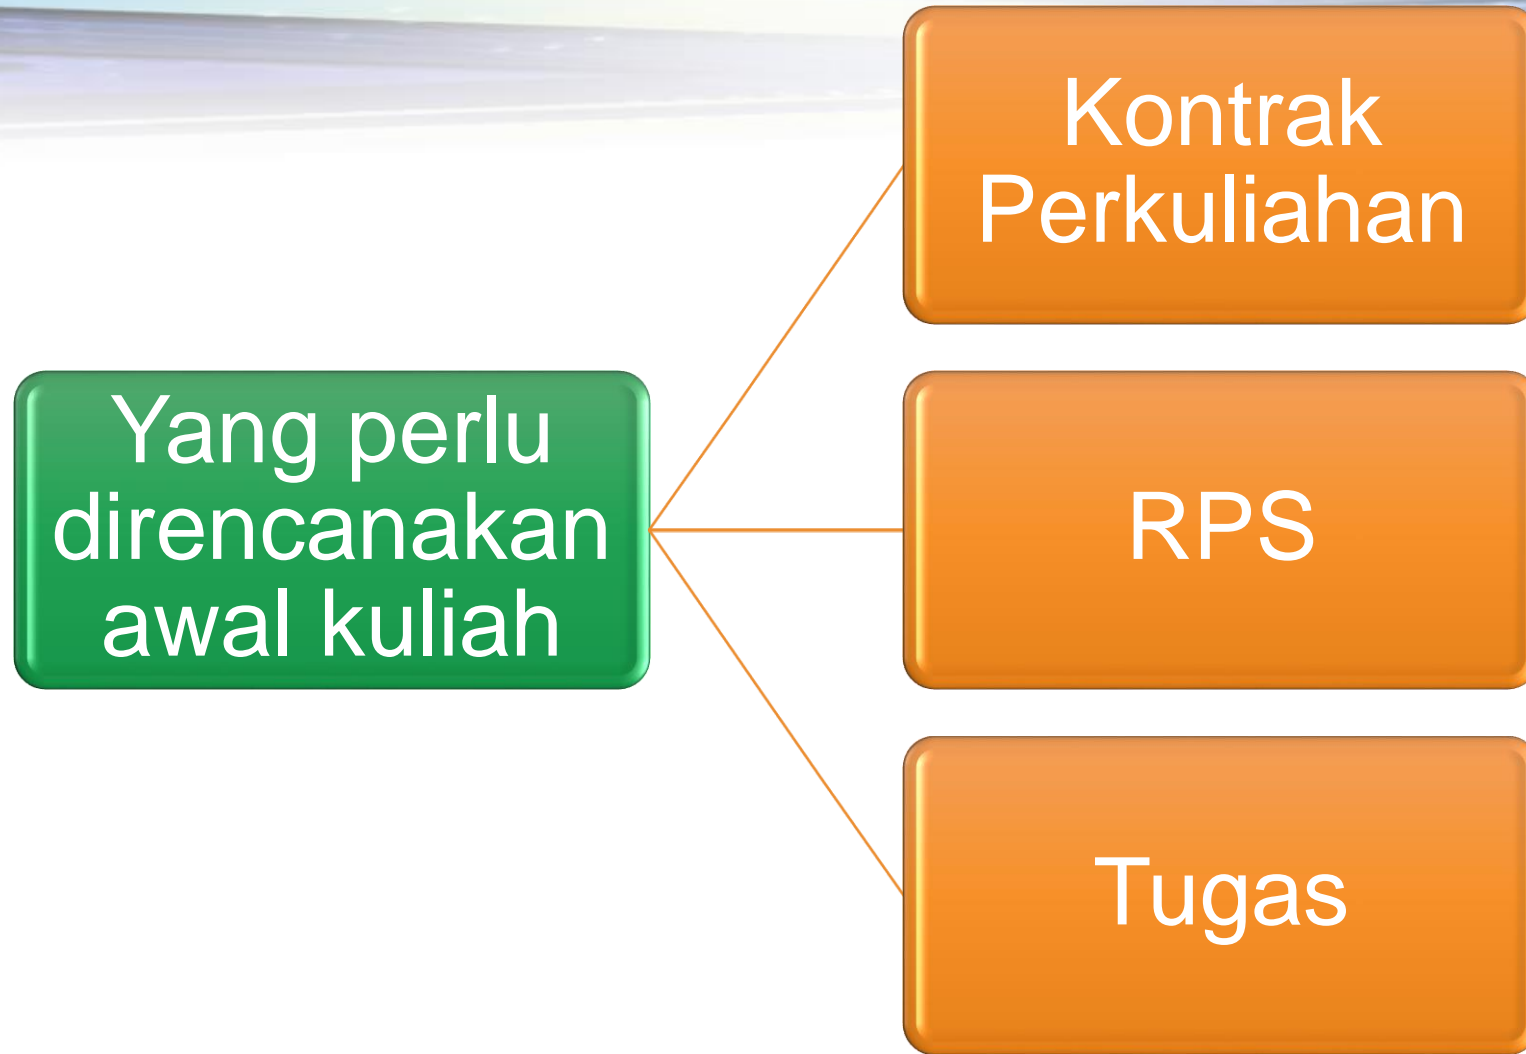 Yang perlu
direncanakan
awal kuliah
Kontrak
Perkuliahan
RPS
Tugas